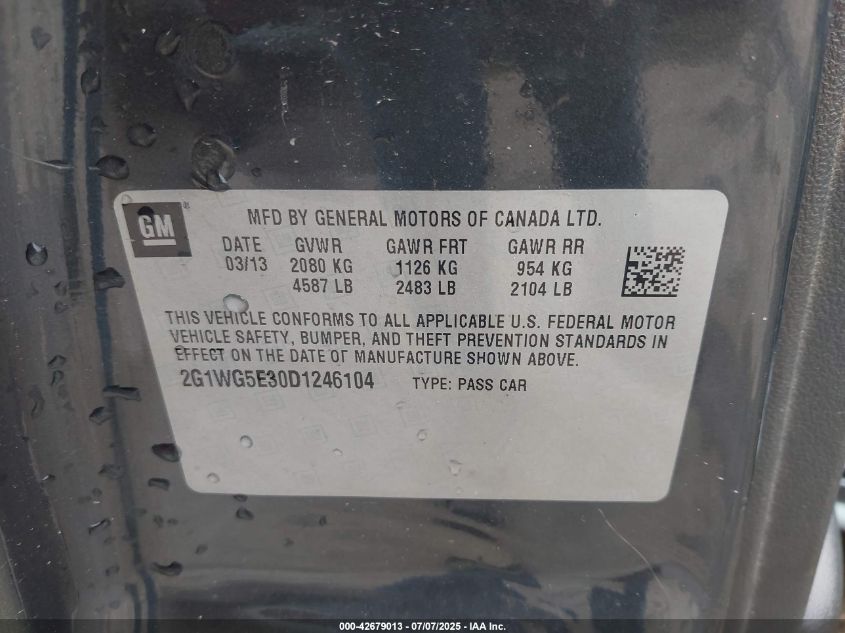 GM ®
MFD BY GENERAL MOTORS OF CANADA LTD.
DATE GVWR GAWR FRT GAWR RR
03/13 2080 KG 1126 KG 954 KG
4587 LB 2483 LB 2104 LB
THIS VEHICLE CONFORMS TO ALL APPLICABLE U.S. FEDERAL MOTOR
VEHICLE SAFETY, BUMPER, AND THEFT PREVENTION STANDARDS IN
EFFECT ON THE DATE OF MANUFACTURE SHOWN ABOVE.
2G1WG5E30D1246104 TYPE: PASS CAR
000-42679013 - 07/07/2025 - IAA Inc.